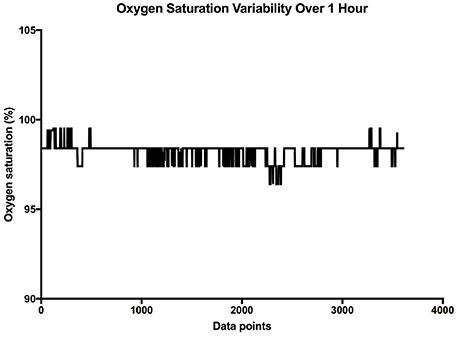 Oxygen Saturation Variability Over 1 Hour
Oxygen saturation (%)
105
100
95
90
0 1000 2000 3000 4000
Data points